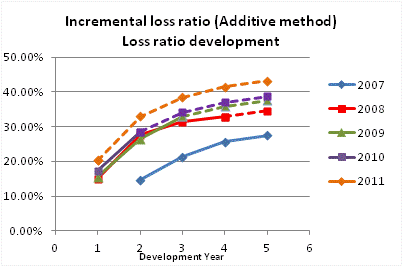 Incremental loss ratio (Additive method)
Loss ratio development
50.00%
40.00%
30.00%
20.00%
10.00%
0.00%
0 1 2 3 4 5 6
Development Year
2007
2008
2009
2010
2011